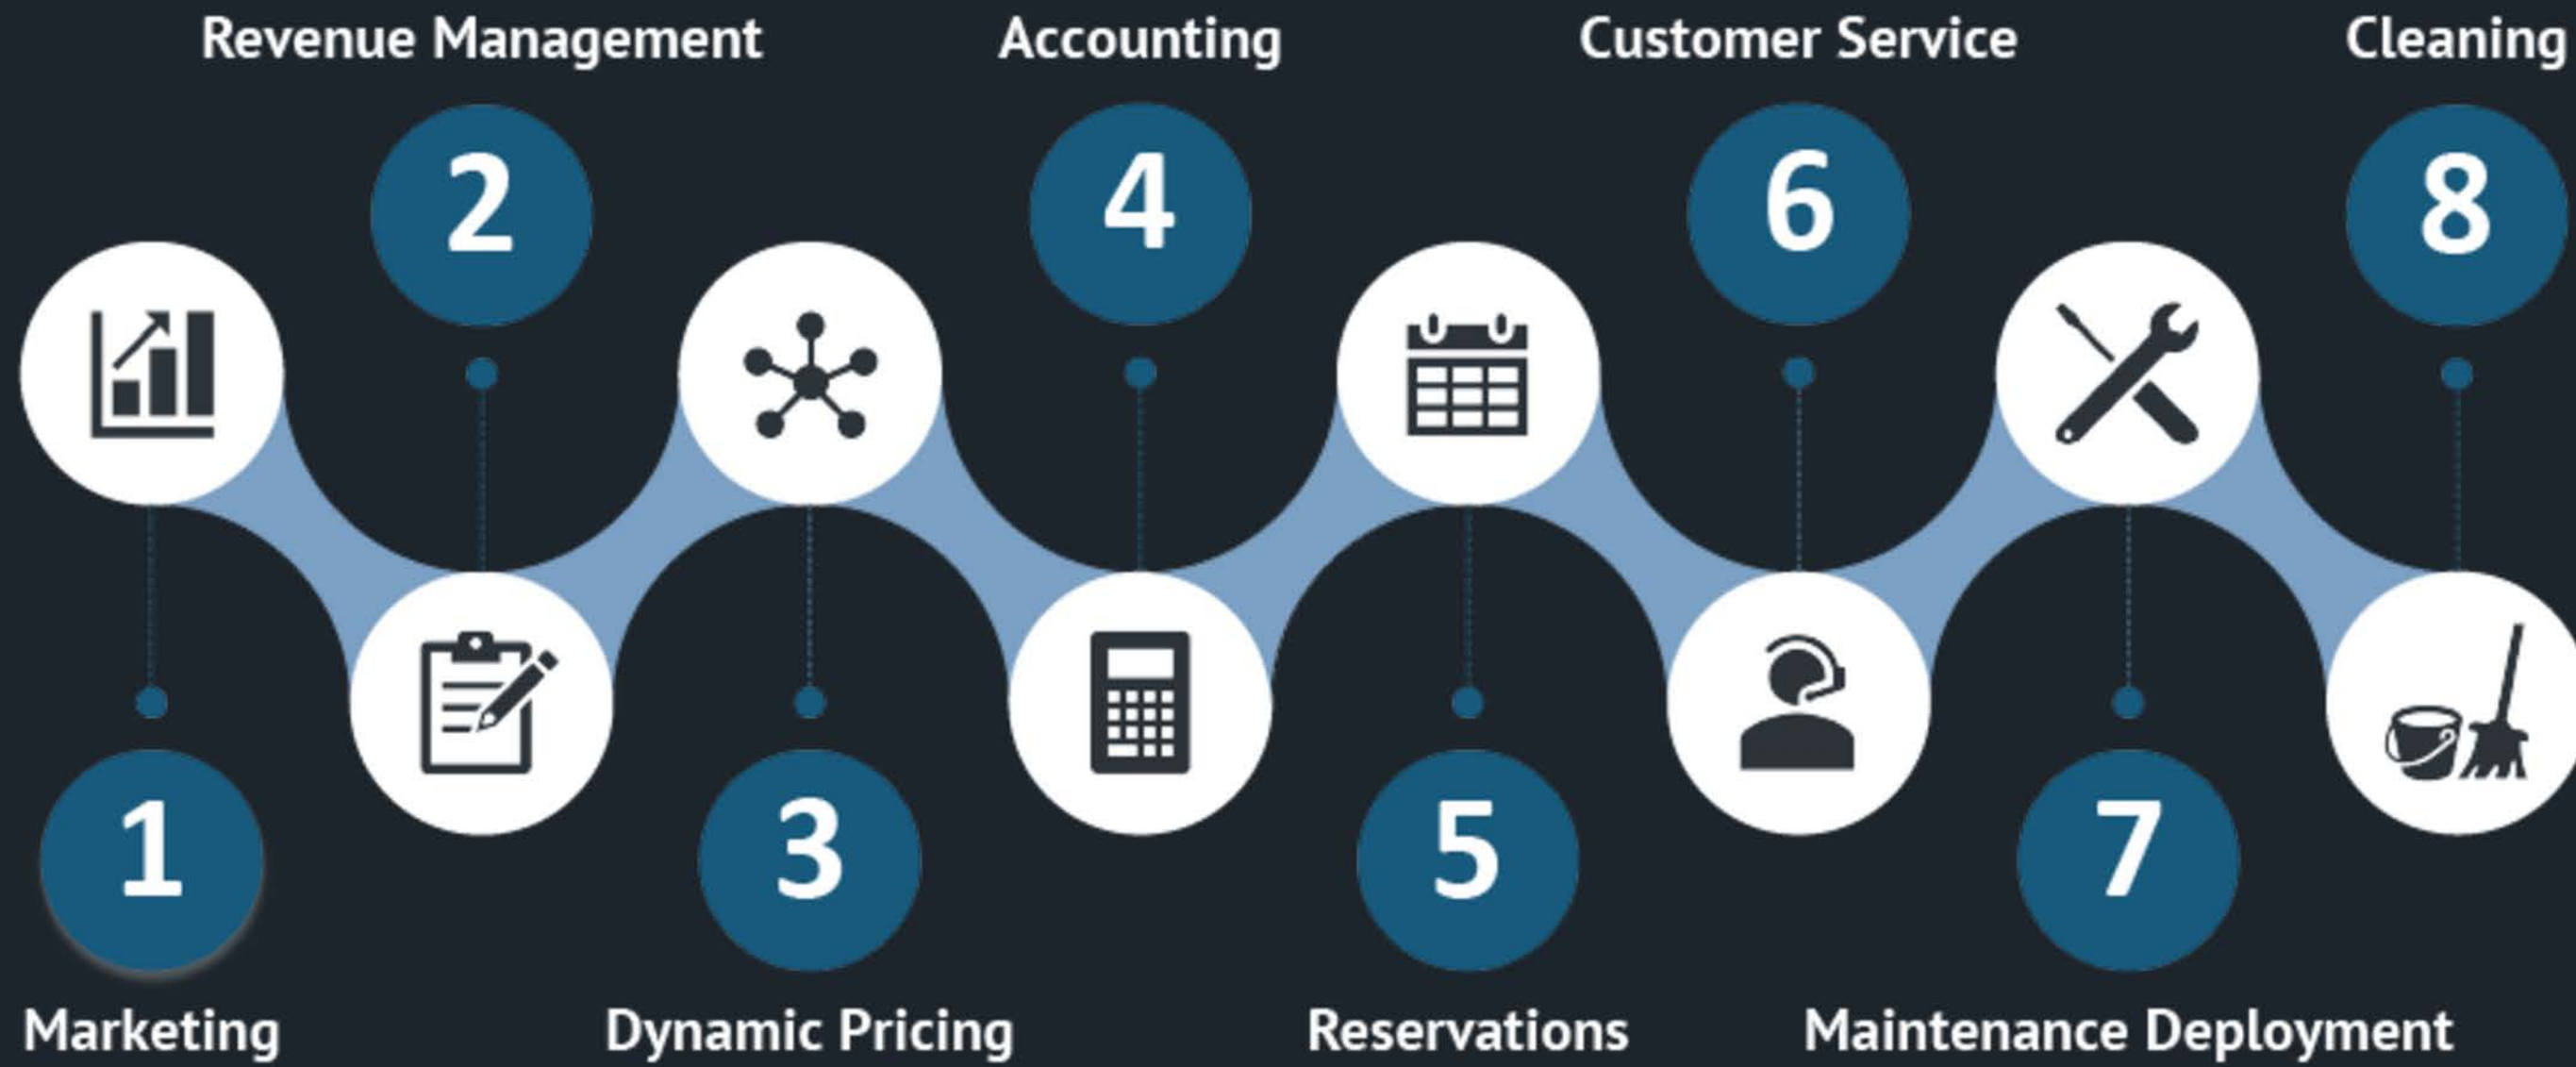 Revenue Management
Accounting
Customer Service
Cleaning
2
4
6
8
1
3
5
7
Marketing
Dynamic Pricing
Reservations
Maintenance Deployment